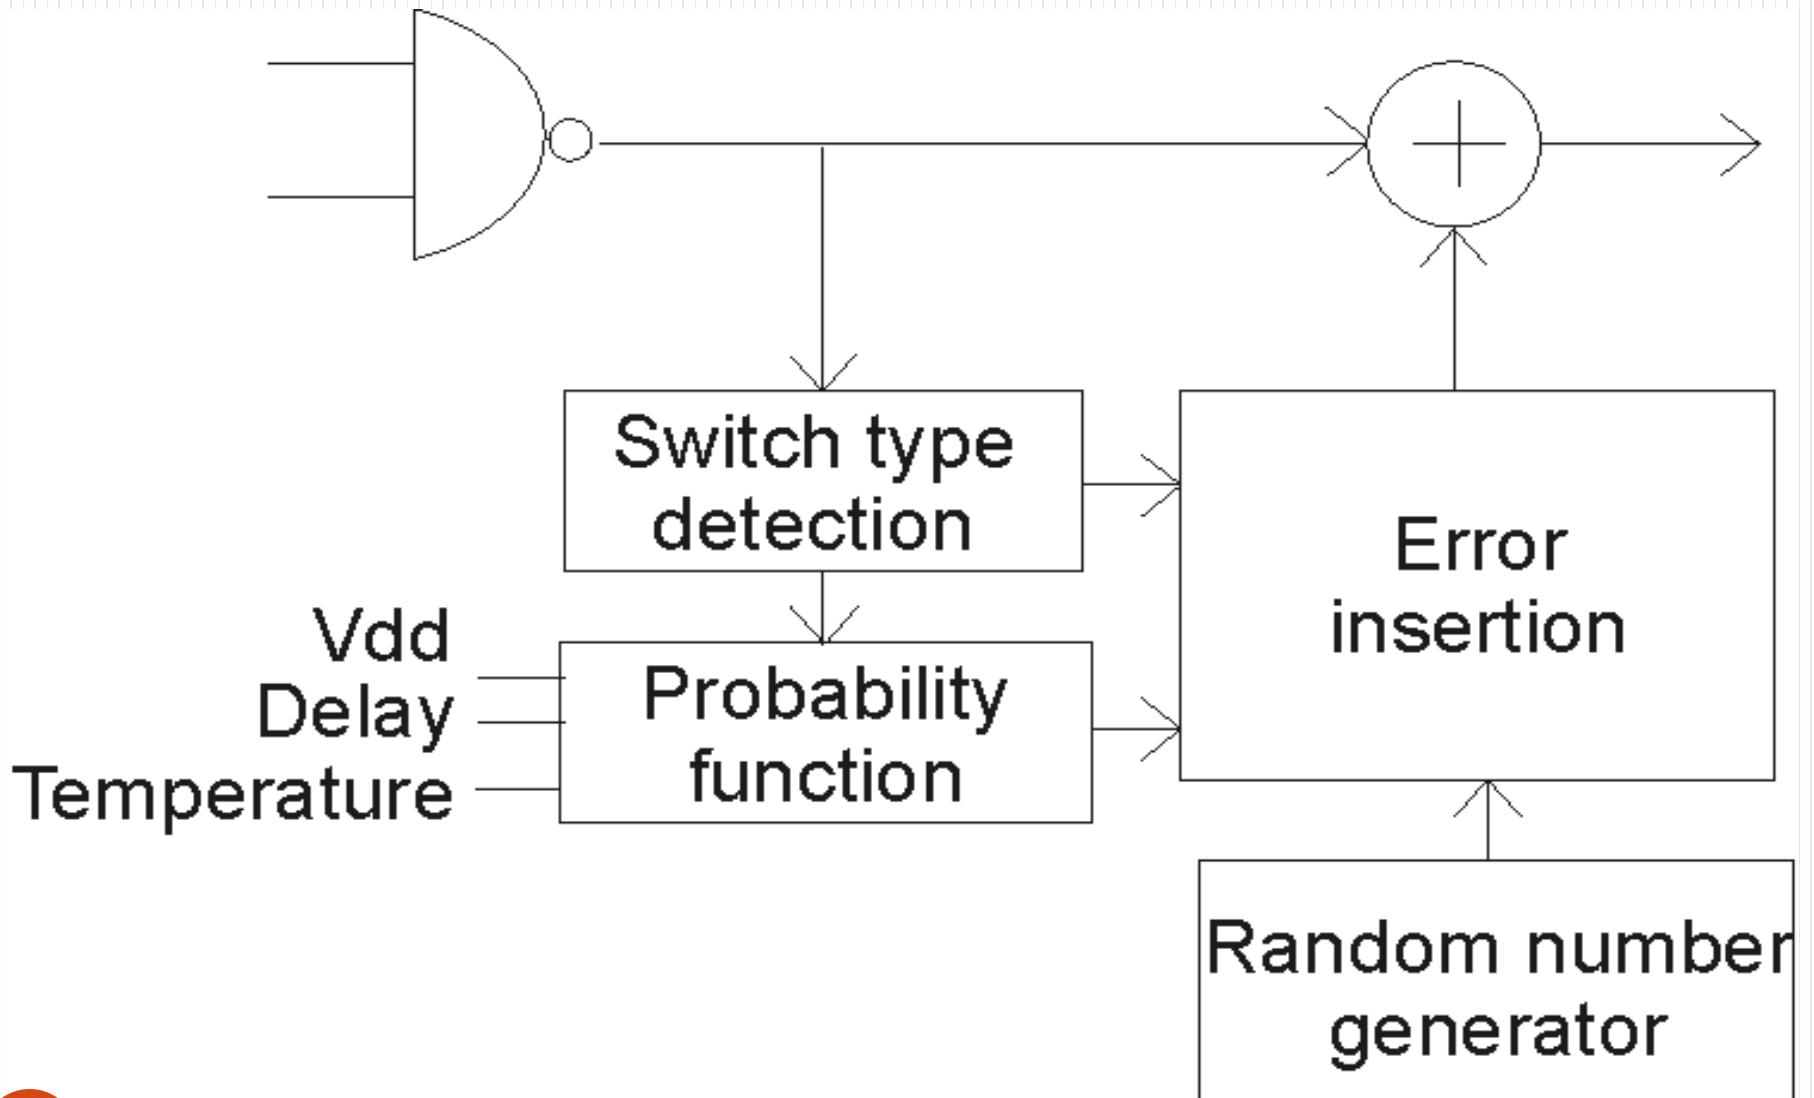 Switch type
detection
Error
insertion
Vdd
Delay
Temperature
Probability
function
Random number
generator